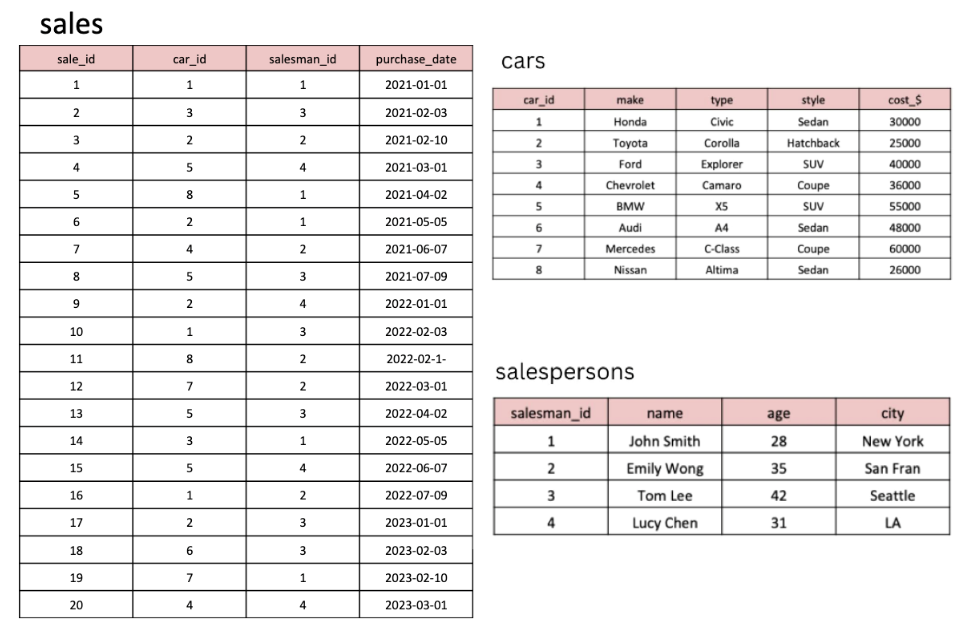 sales
sale_id car_id salesman_id purchase_date
1 1 1 2021-01-01
2 3 3 2021-02-03
3 2 2 2021-02-10
4 5 4 2021-03-01
5 8 1 2021-04-02
6 2 1 2021-05-05
7 4 2 2021-06-07
8 5 3 2021-07-09
9 2 4 2022-01-01
10 1 3 2022-02-03
11 8 2 2022-02-1-
12 7 2 2022-03-01
13 5 3 2022-04-02
14 3 1 2022-05-05
15 5 4 2022-06-07
16 1 2 2022-07-09
17 2 3 2023-01-01
18 6 3 2023-02-03
19 7 1 2023-02-10
20 4 4 2023-03-01
cars
car_id make type style cost_$
1 Honda Civic Sedan 30000
2 Toyota Corolla Hatchback 25000
3 Ford Explorer SUV 40000
4 Chevrolet Camaro Coupe 36000
5 BMW X5 SUV 55000
6 Audi A4 Sedan 48000
7 Mercedes C-Class Coupe 60000
8 Nissan Altima Sedan 26000
salespersons
salesman_id name age city
1 John Smith 28 New York
2 Emily Wong 35 San Fran
3 Tom Lee 42 Seattle
4 Lucy Chen 31 LA